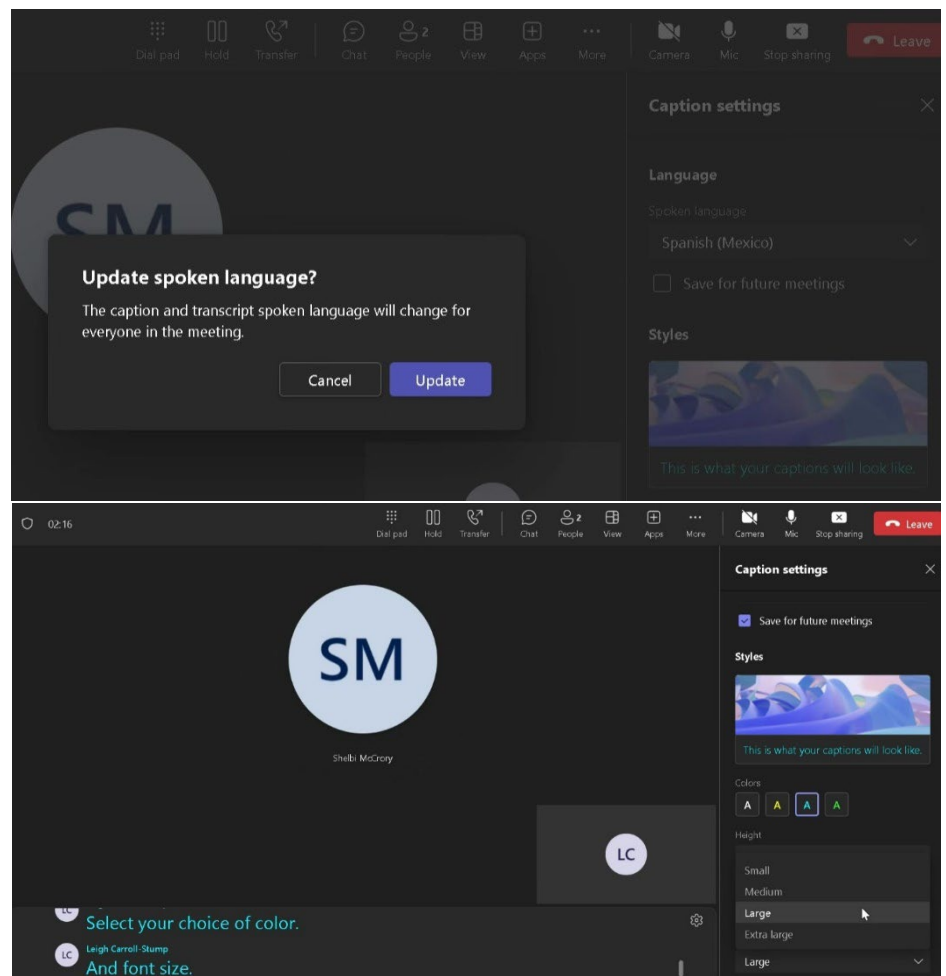 Dial pad Hold Transfer Chat People 2 View Apps More Camera Mic Stop sharing Leave
Caption settings
Language
Spoken language
Spanish (Mexico)
Save for future meetings
Styles
This is what your captions will look like.
SM
Update spoken language?
The caption and transcript spoken language will change for
everyone in the meeting.
Cancel Update
02:16 Dial pad Hold Transfer Chat People 2 View Apps More Camera Mic Stop sharing Leave
SM
Shelbi McCrory
LC
Caption settings
Save for future meetings
Styles
This is what your captions will look like.
Colors
A A A A
Height
Small
Medium
Large
Extra large
Large
LC
Select your choice of color.
LC Leigh Carroll-Stump
And font size.